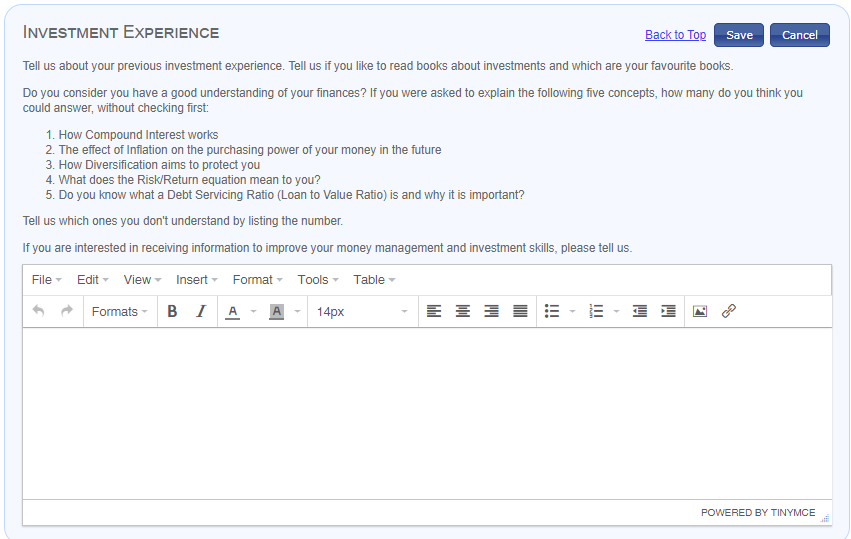 Investment Experience
Back to Top Save Cancel
Tell us about your previous investment experience. Tell us if you like to read books about investments and which are your favourite books.
Do you consider you have a good understanding of your finances? If you were asked to explain the following five concepts, how many do you think you
could answer, without checking first:
1. How Compound Interest works
2. The effect of Inflation on the purchasing power of your money in the future
3. How Diversification aims to protect you
4. What does the Risk/Return equation mean to you?
5. Do you know what a Debt Servicing Ratio (Loan to Value Ratio) is and why it is important?
Tell us which ones you don't understand by listing the number.
If you are interested in receiving information to improve your money management and investment skills, please tell us.
File Edit View Insert Format Tools Table
Formats B I A A 14px
POWERED BY TINYMCE